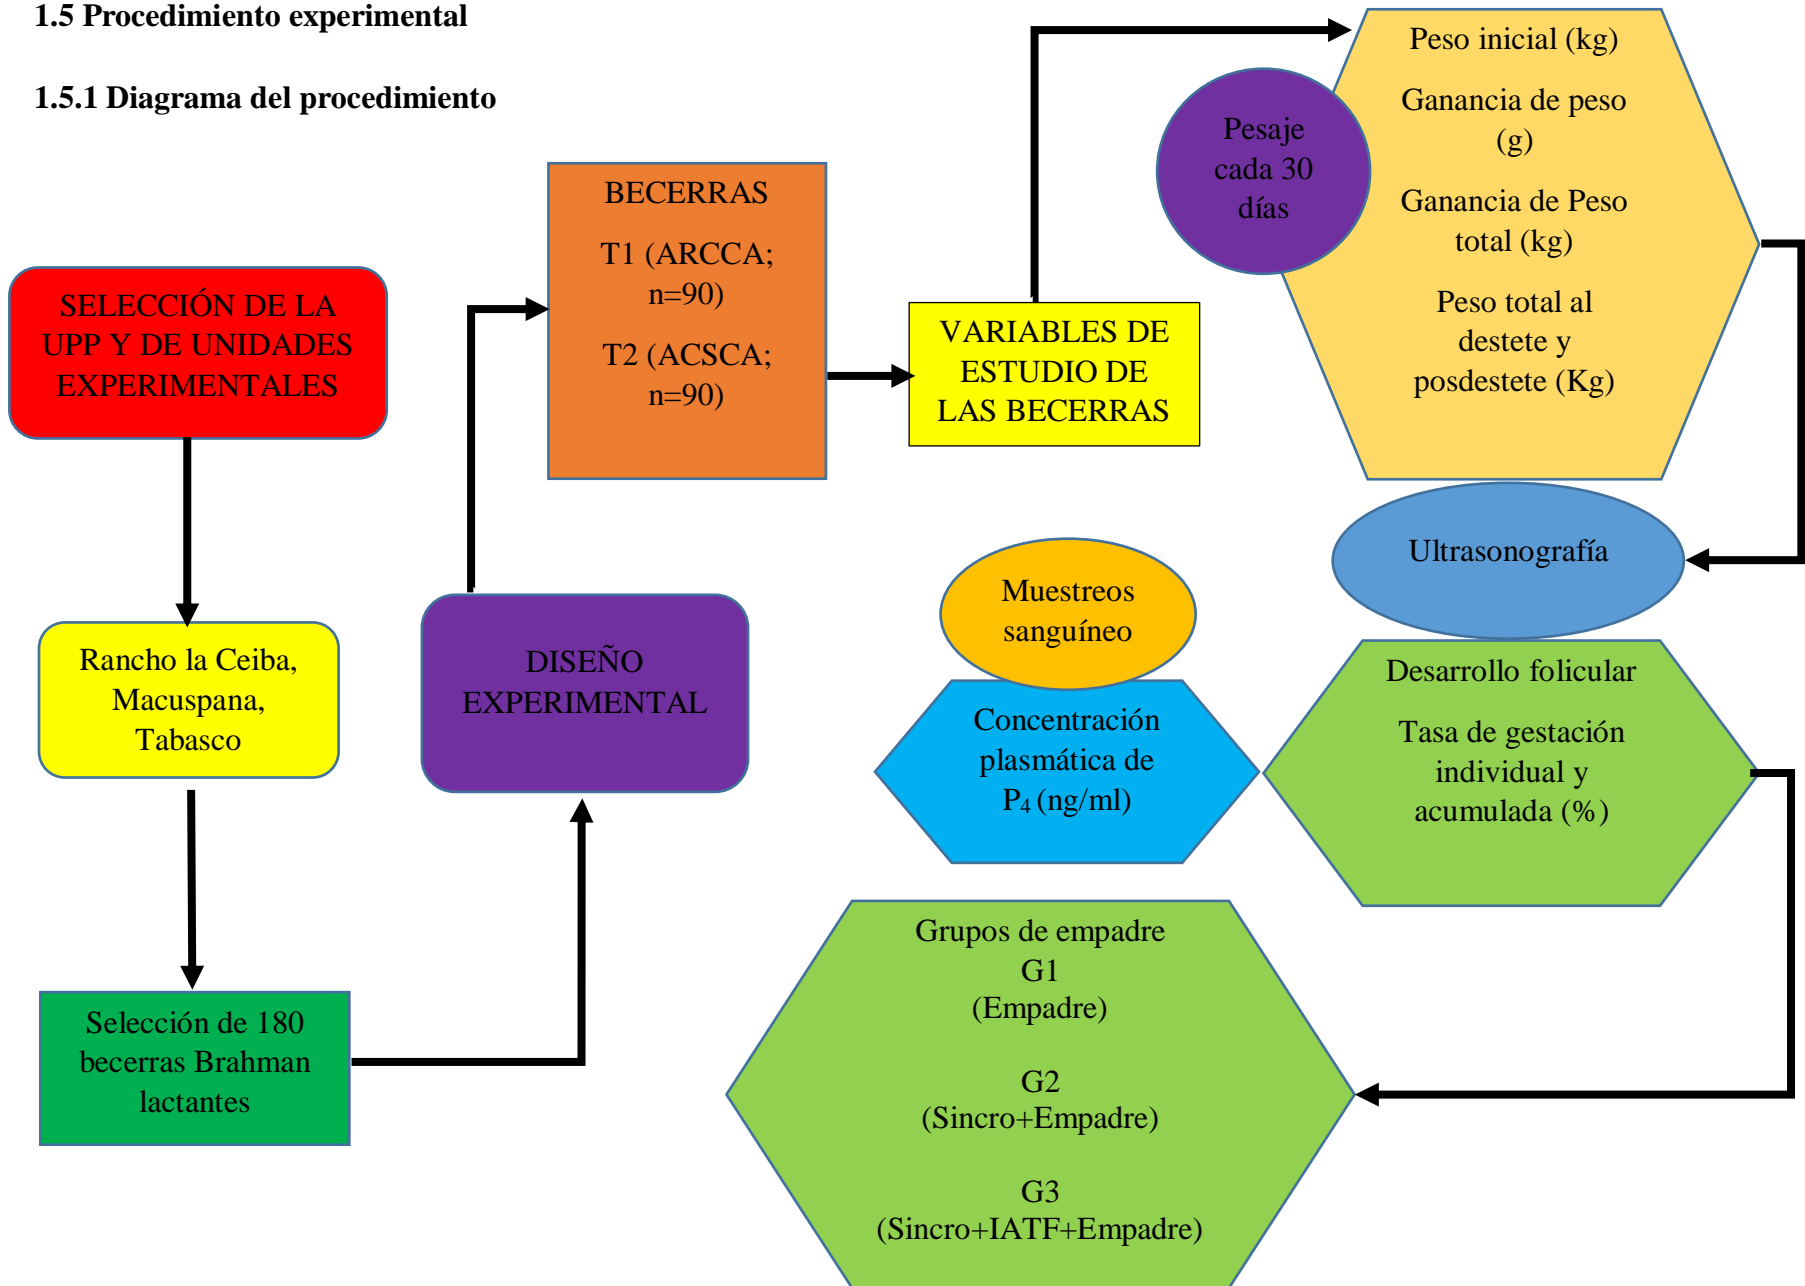 1.5 Procedimiento experimental
1.5.1 Diagrama del procedimiento
SELECCIÓN DE LA
UPP Y DE UNIDADES
EXPERIMENTALES
Rancho la Ceiba,
Macuspana,
Tabasco
Selección de 180
becerras Brahman
lactantes
DISEÑO
EXPERIMENTAL
BECERRAS
T1 (ARCCA;
n=90)
T2 (ACSCA;
n=90)
VARIABLES DE
ESTUDIO DE
LAS BECERRAS
Pesaje
cada 30
días
Peso inicial (kg)
Ganancia de peso
(g)
Ganancia de Peso
total (kg)
Peso total al
destete y
posdestete (Kg)
Ultrasonografía
Desarrollo folicular
Tasa de gestación
individual y
acumulada (%)
Muestreos
sanguíneo
Concentración
plasmática de
P₄ (ng/ml)
Grupos de empadre
G1
(Empadre)
G2
(Sincro+Empadre)
G3
(Sincro+IATF+Empadre)